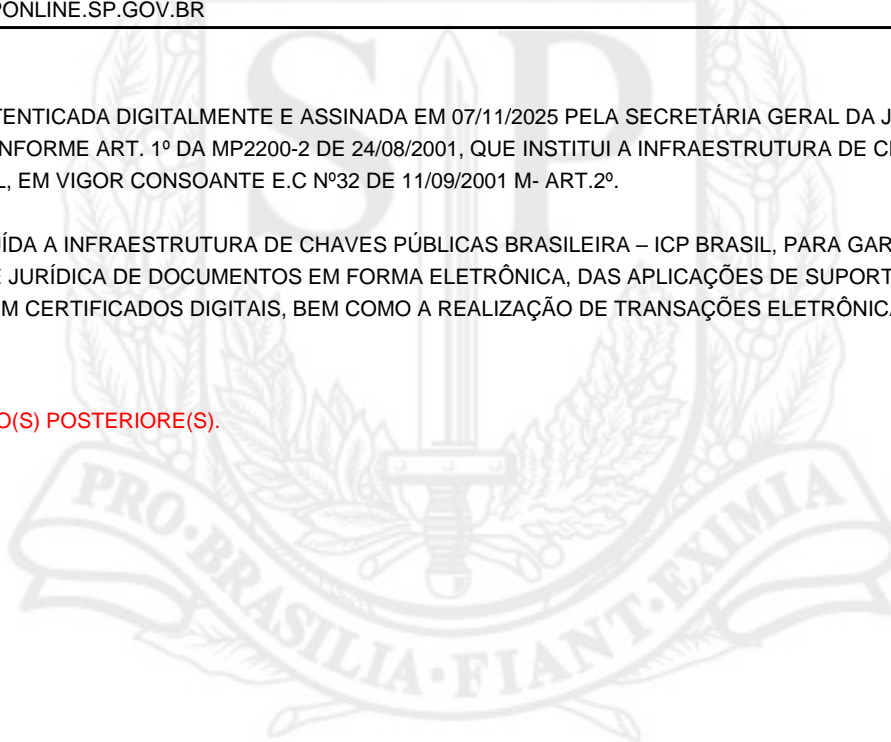 PONLINE.SP.GOV.BR
TENTICADA DIGITALMENTE E ASSINADA EM 07/11/2025 PELA SECRETÁRIA GERAL DA J
NFORME ART. 1º DA MP2200-2 DE 24/08/2001, QUE INSTITUI A INFRAESTRUTURA DE C
L, EM VIGOR CONSOANTE E.C Nº32 DE 11/09/2001 M- ART.2º.
ÍDA A INFRAESTRUTURA DE CHAVES PÚBLICAS BRASILEIRA – ICP BRASIL, PARA GAR
E JURÍDICA DE DOCUMENTOS EM FORMA ELETRÔNICA, DAS APLICAÇÕES DE SUPORT
M CERTIFICADOS DIGITAIS, BEM COMO A REALIZAÇÃO DE TRANSAÇÕES ELETRÔNICA
O(S) POSTERIORE(S).
SP
PRO·BRASILIA·FIANT·EXIMIA